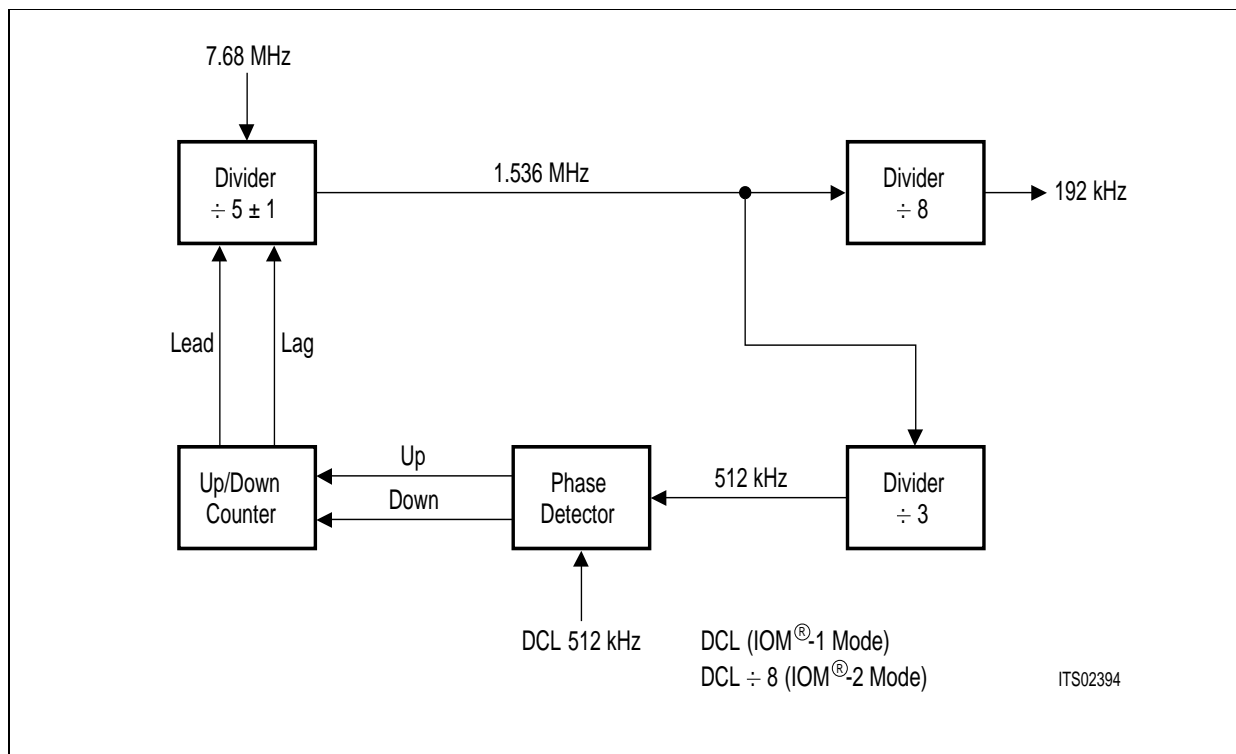 7.68 MHz
Divider
÷ 5 ± 1
1.536 MHz
Divider
÷ 8
192 kHz
Lead
Lag
Up/Down
Counter
Up
Down
Phase
Detector
512 kHz
Divider
÷ 3
DCL 512 kHz
DCL (IOM®-1 Mode)
DCL ÷ 8 (IOM®-2 Mode)
ITS02394